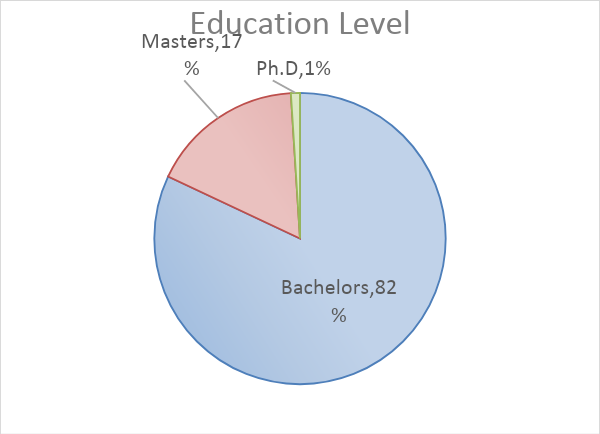 Education Level
Masters,17
%
Ph.D,1%
Bachelors,82
%